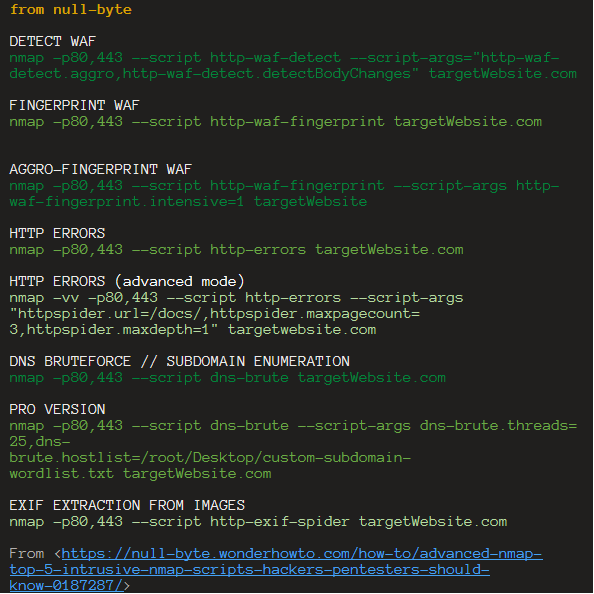 from null-byte
DETECT WAF
nmap -p80,443 --script http-waf-detect --script-args="http-waf-
detect.aggro,http-waf-detect.detectBodyChanges" targetWebsite.com
FINGERPRINT WAF
nmap -p80,443 --script http-waf-fingerprint targetWebsite.com
AGGRO-FINGERPRINT WAF
nmap -p80,443 --script http-waf-fingerprint --script-args http-
waf-fingerprint.intensive=1 targetWebsite
HTTP ERRORS
nmap -p80,443 --script http-errors targetWebsite.com
HTTP ERRORS (advanced mode)
nmap -vv -p80,443 --script http-errors --script-args
"httpspider.url=/docs/,httpspider.maxpagecount=
3,httpspider.maxdepth=1" targetwebsite.com
DNS BRUTEFORCE // SUBDOMAIN ENUMERATION
nmap -p80,443 --script dns-brute targetWebsite.com
PRO VERSION
nmap -p80,443 --script dns-brute --script-args dns-brute.threads=
25,dns-
brute.hostlist=/root/Desktop/custom-subdomain-
wordlist.txt targetWebsite.com
EXIF EXTRACTION FROM IMAGES
nmap -p80,443 --script http-exif-spider targetWebsite.com
From <https://null-byte.wonderhowto.com/how-to/advanced-nmap-
top-5-intrusive-nmap-scripts-hackers-pentesters-should-
know-0187287/>